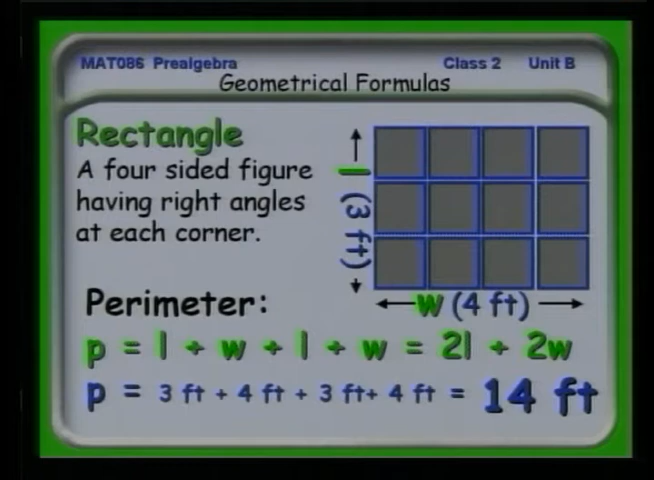 MAT086 Prealgebra Class 2 Unit B
Geometrical Formulas
Rectangle
A four sided figure
having right angles
at each corner.
l (3 ft)
w (4 ft)
Perimeter:
p = l + w + l + w = 2l + 2w
p = 3 ft + 4 ft + 3 ft+ 4 ft = 14 ft